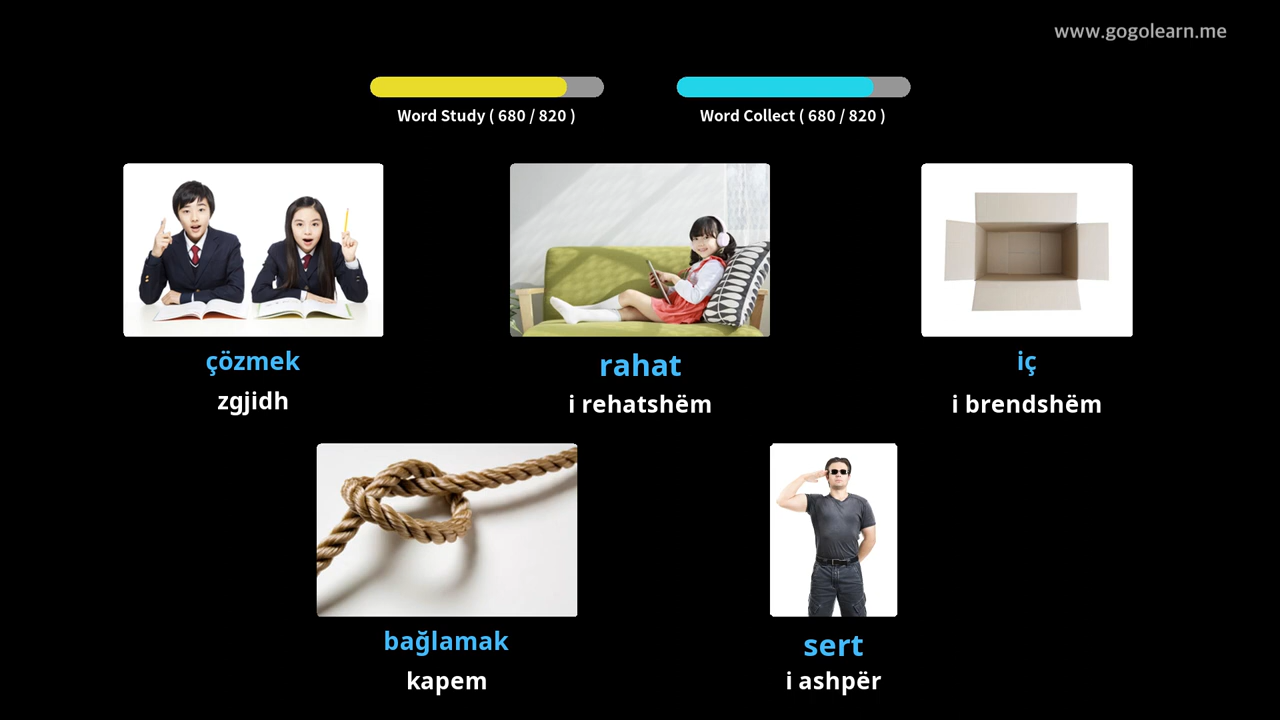 www.gogolearn.me
Word Study ( 680 / 820 )
Word Collect ( 680 / 820 )
çözmek
zgjidh
rahat
i rehatshëm
iç
i brendshëm
bağlamak
kapem
sert
i ashpër